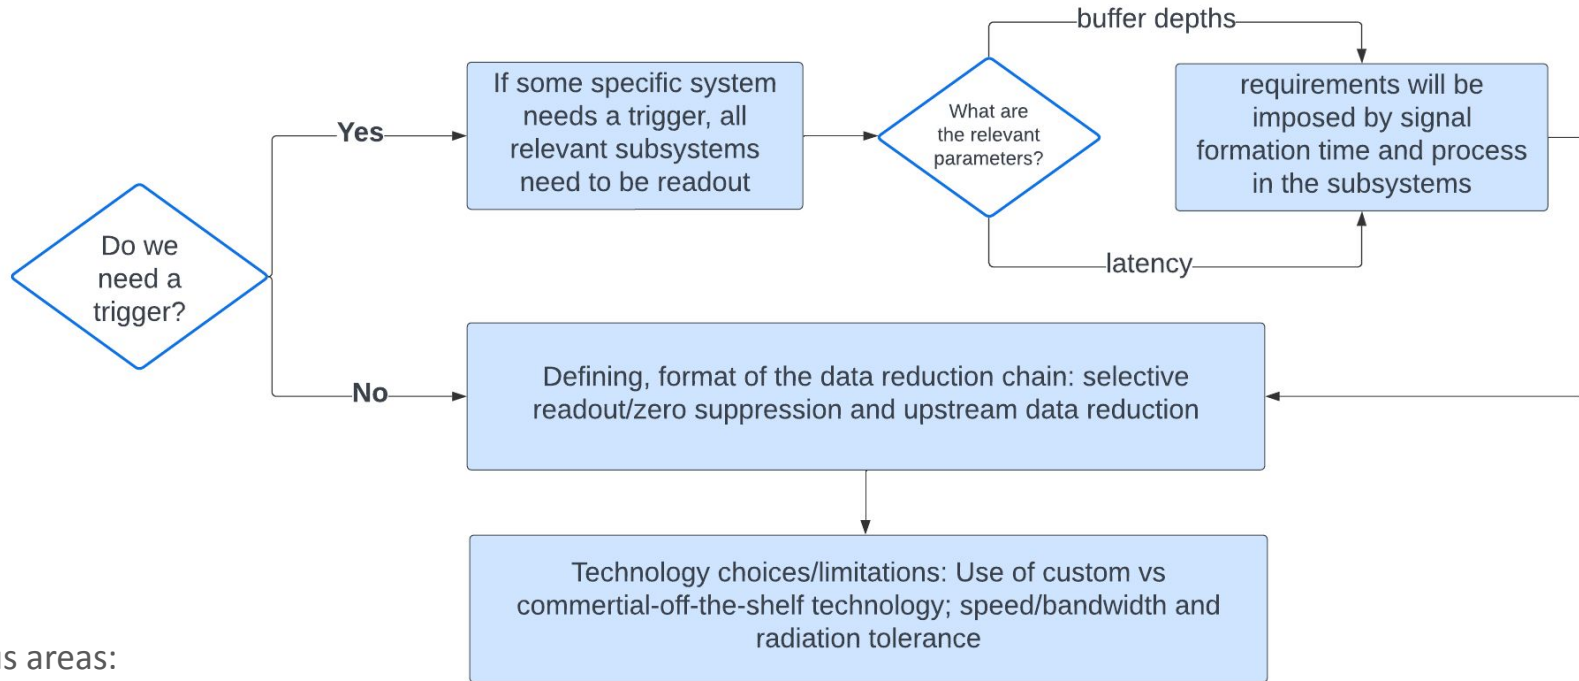 buffer depths
If some specific system
needs a trigger, all
relevant subsystems
need to be readout
What are
the relevant
parameters?
requirements will be
imposed by signal
formation time and process
in the subsystems
Yes
Do we
need a
trigger?
latency
No
Defining, format of the data reduction chain: selective
readout/zero suppression and upstream data reduction
Technology choices/limitations: Use of custom vs
commertial-off-the-shelf technology; speed/bandwidth and
radiation tolerance
areas: